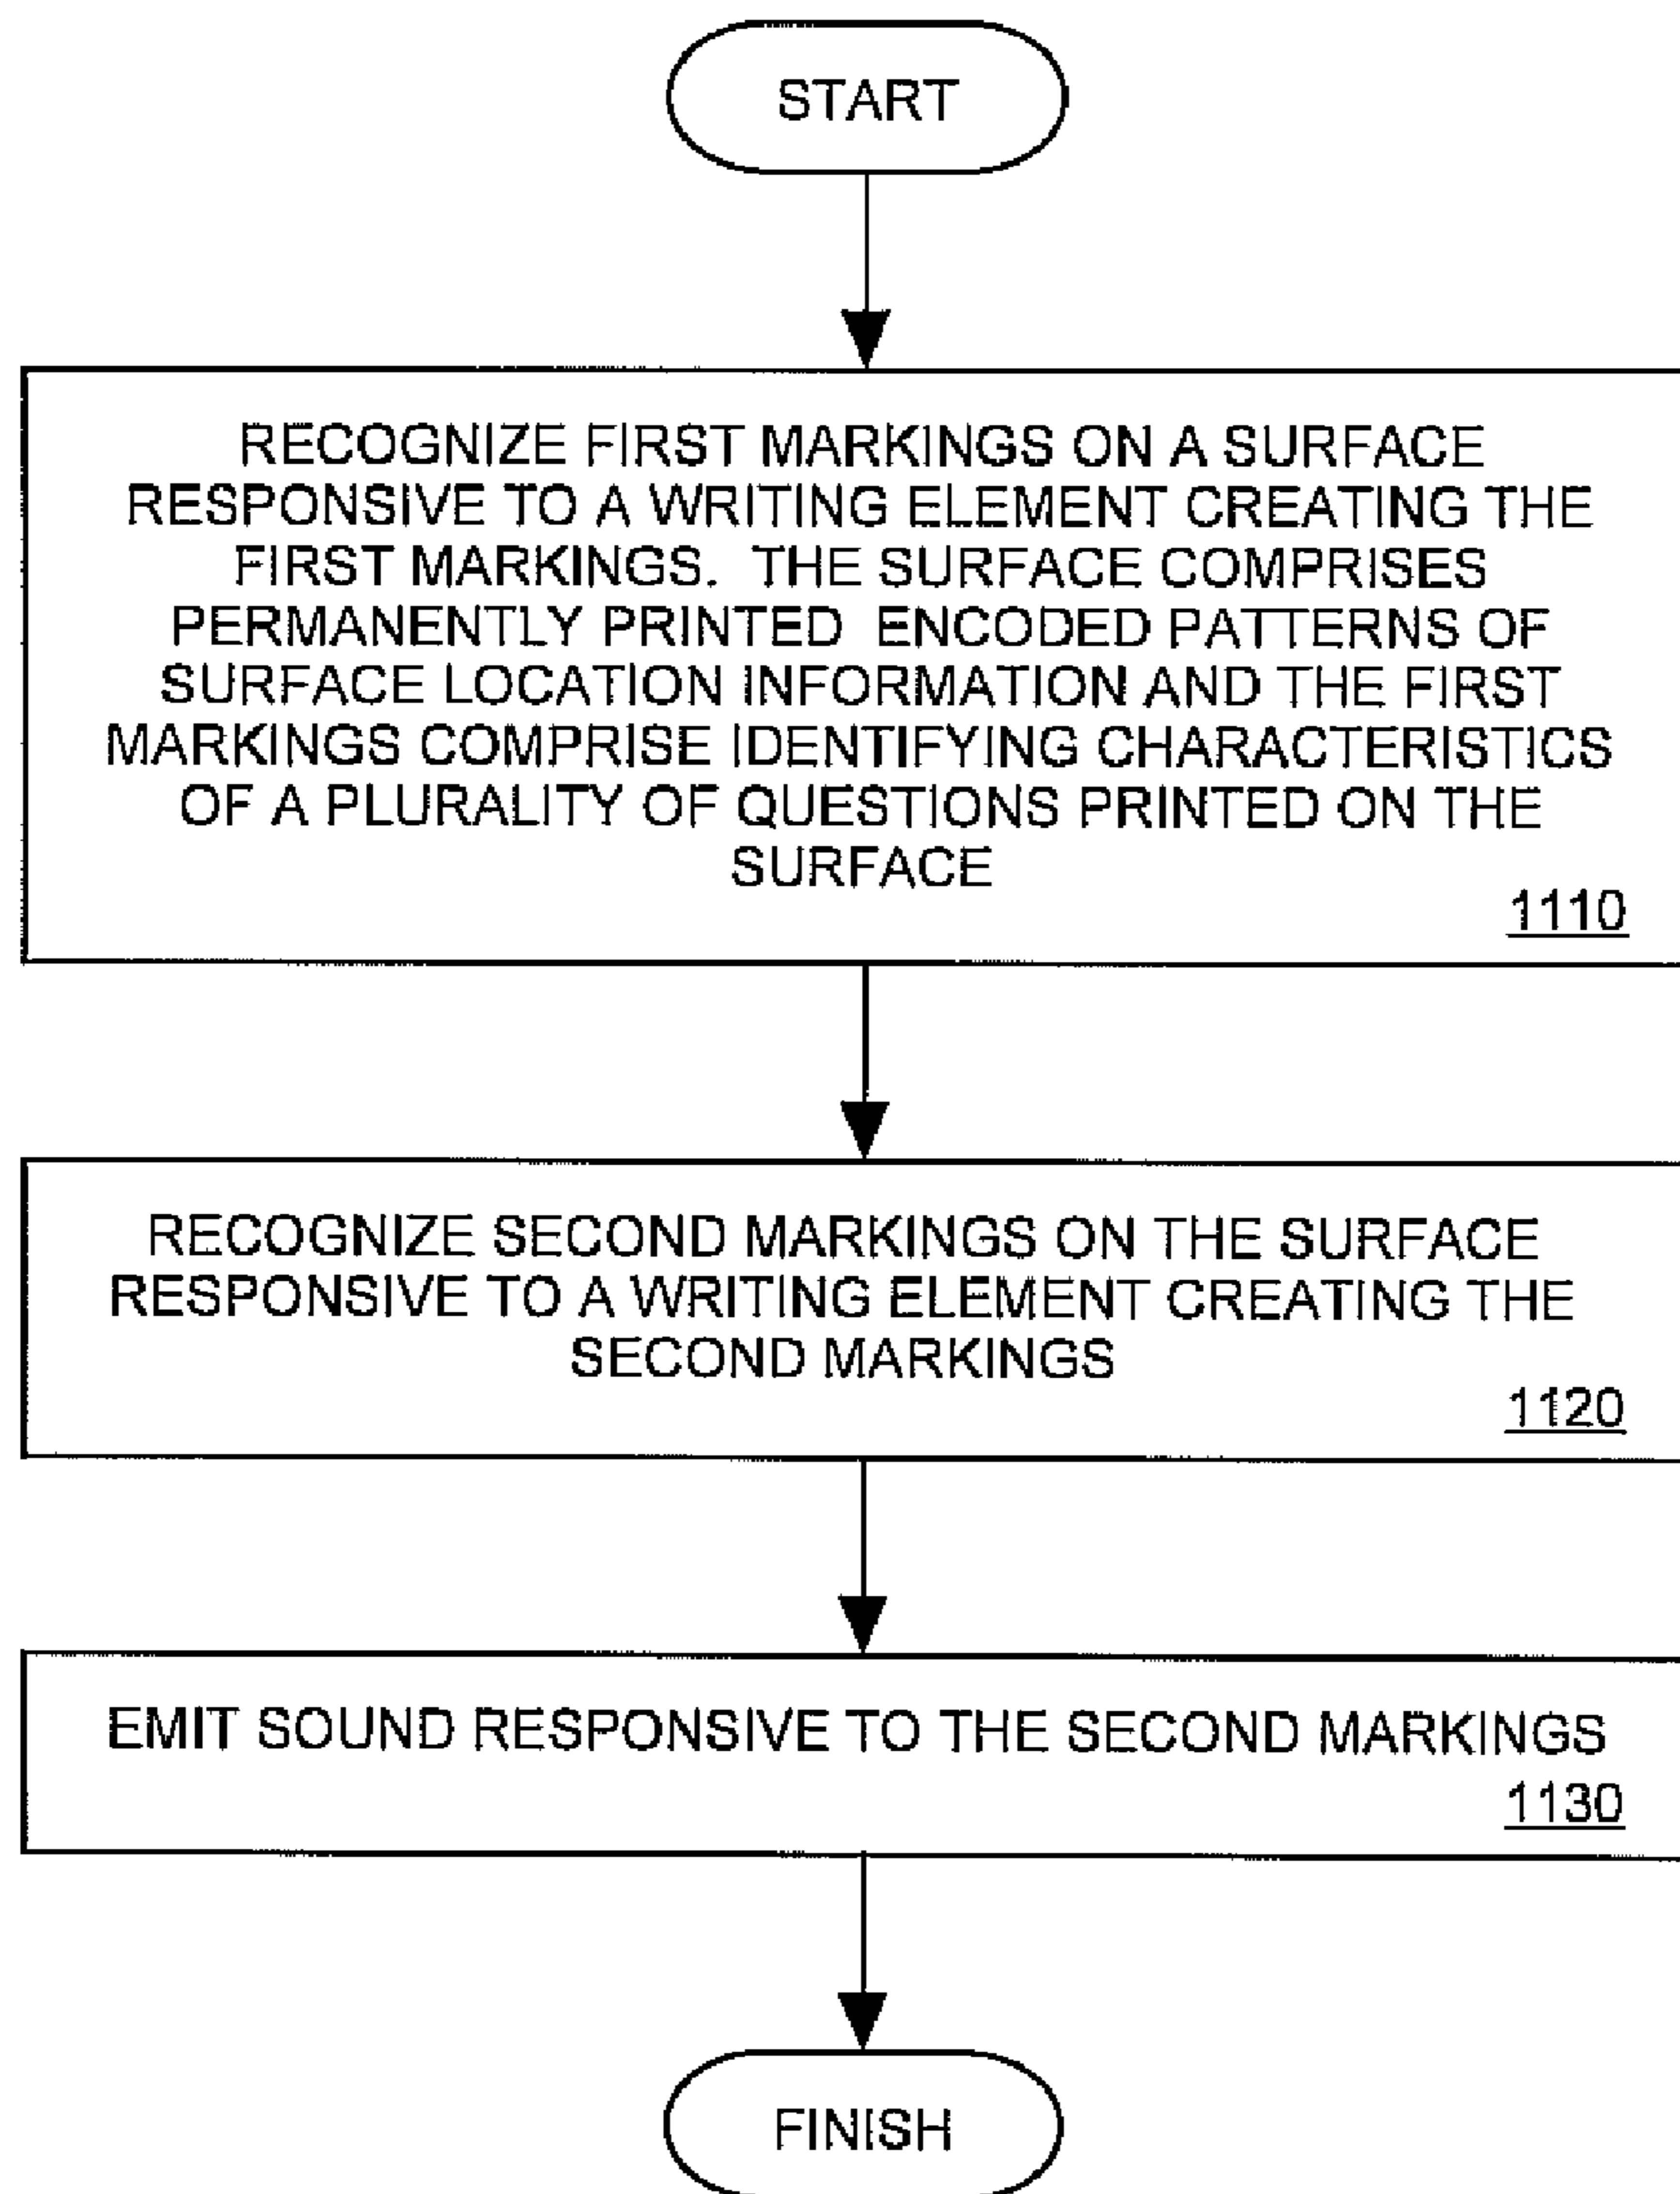 START
RECOGNIZE FIRST MARKINGS ON A SURFACE
RESPONSIVE TO A WRITING ELEMENT CREATING THE
FIRST MARKINGS. THE SURFACE COMPRISES
PERMANENTLY PRINTED ENCODED PATTERNS OF
SURFACE LOCATION INFORMATION AND THE FIRST
MARKINGS COMPRISE IDENTIFYING CHARACTERISTICS
OF A PLURALITY OF QUESTIONS PRINTED ON THE
SURFACE
1110
RECOGNIZE SECOND MARKINGS ON THE SURFACE
RESPONSIVE TO A WRITING ELEMENT CREATING THE
SECOND MARKINGS
1120
EMIT SOUND RESPONSIVE TO THE SECOND MARKINGS
1130
FINISH